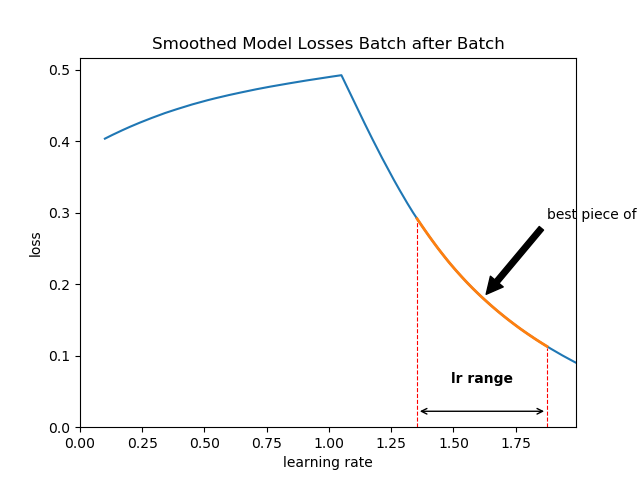 Smoothed Model Losses Batch after Batch
0.5
0.4
0.3
0.2
0.1
0.0
loss
best piece of
lr range
0.00 0.25 0.50 0.75 1.00 1.25 1.50 1.75
learning rate